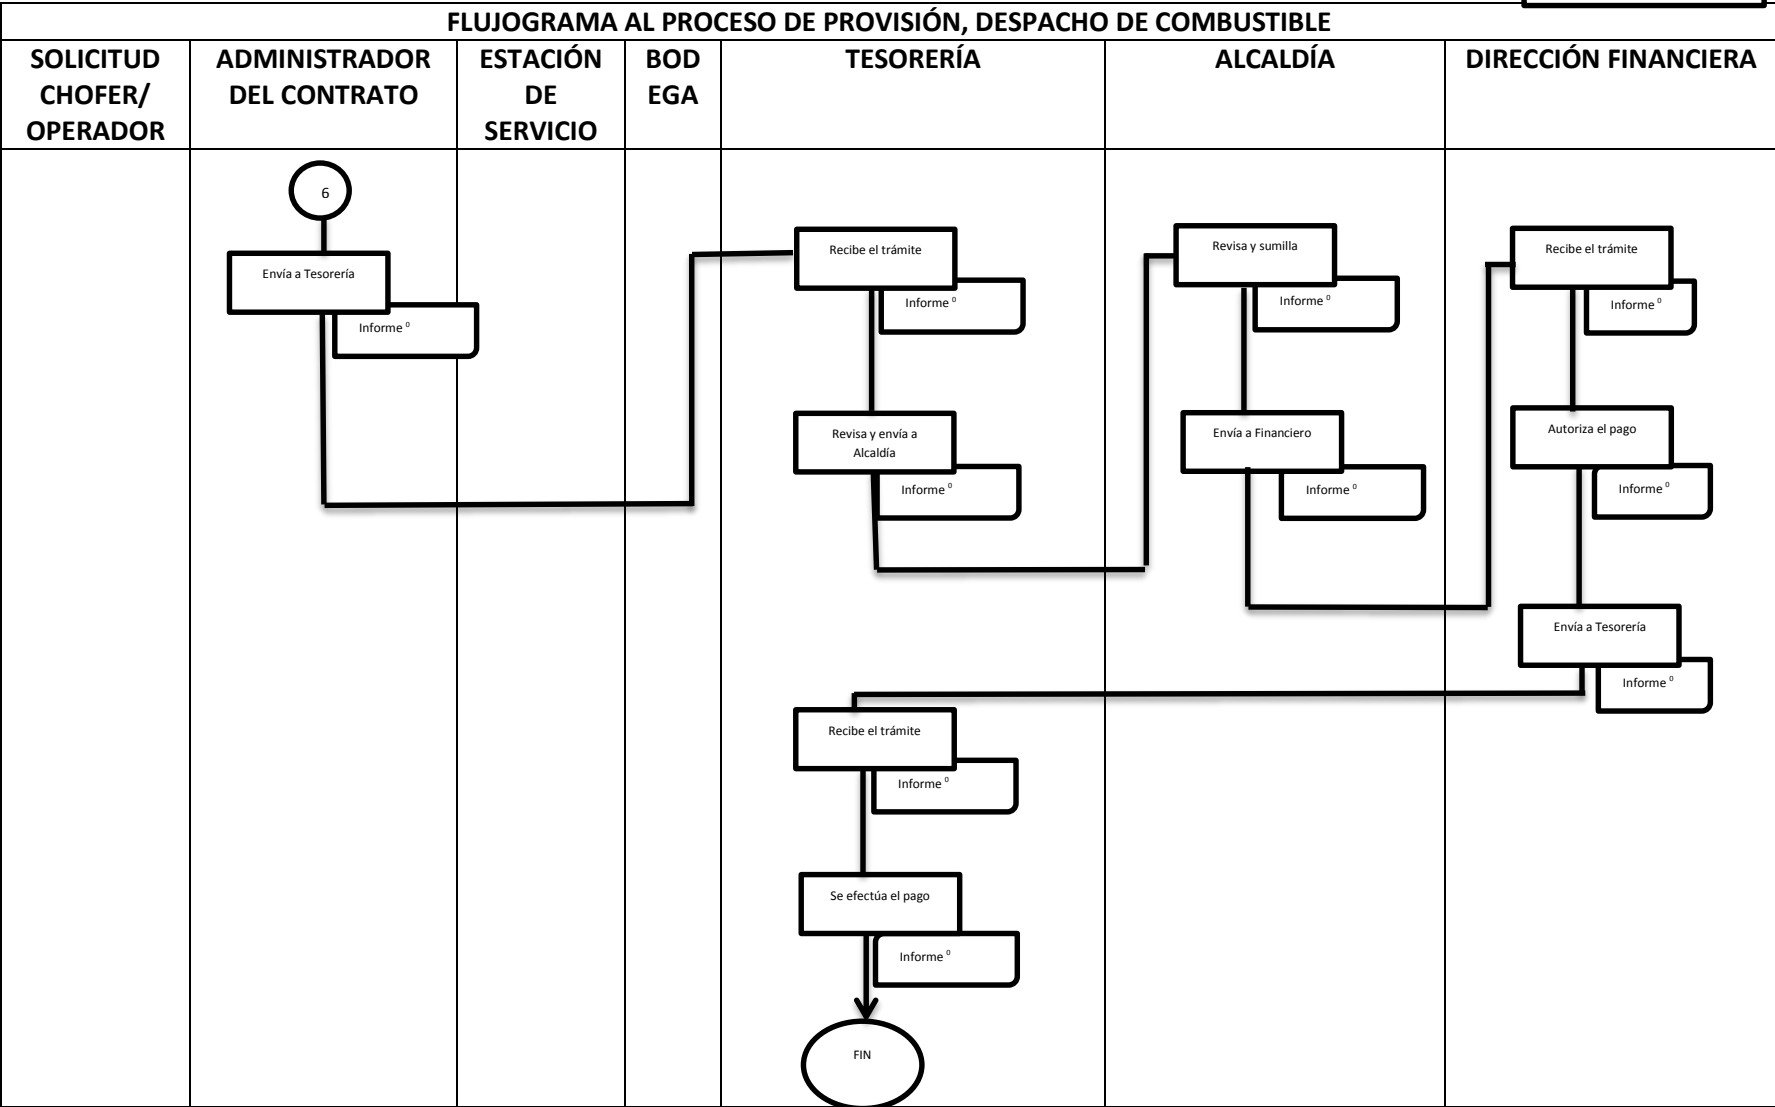 FLUJOGRAMA AL PROCESO DE PROVISIÓN, DESPACHO DE COMBUSTIBLE
SOLICITUD
CHOFER/
OPERADOR
ADMINISTRADOR
DEL CONTRATO
ESTACIÓN
DE
SERVICIO
BOD
EGA
TESORERÍA
ALCALDÍA
DIRECCIÓN FINANCIERA
6
Envía a Tesorería
Informe ⁰
Recibe el trámite
Informe ⁰
Revisa y envía a
Alcaldía
Informe ⁰
Revisa y sumilla
Informe ⁰
Envía a Financiero
Informe ⁰
Recibe el trámite
Informe ⁰
Autoriza el pago
Informe ⁰
Envía a Tesorería
Informe ⁰
Recibe el trámite
Informe ⁰
Se efectúa el pago
Informe ⁰
FIN